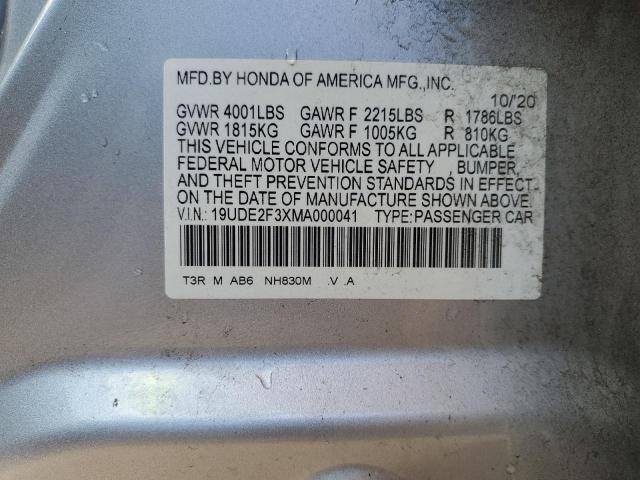 MFD.BY HONDA OF AMERICA MFG.,INC.
10/'20
GVWR 4001LBS GAWR F 2215LBS R 1786LBS
GVWR 1815KG GAWR F 1005KG R 810KG
THIS VEHICLE CONFORMS TO ALL APPLICABLE
FEDERAL MOTOR VEHICLE SAFETY , BUMPER,
AND THEFT PREVENTION STANDARDS IN EFFECT
ON THE DATE OF MANUFACTURE SHOWN ABOVE.
V.I.N.: 19UDE2F3XMA000041 TYPE:PASSENGER CAR
T3R M AB6 NH830M .V .A